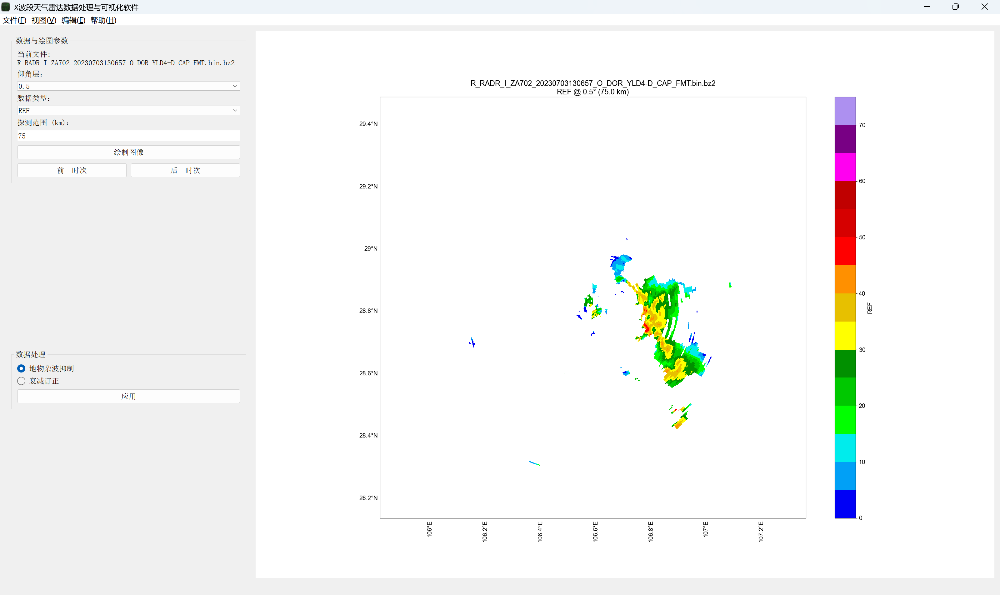 X波段天气雷达数据处理与可视化软件
文件(F) 视图(V) 编辑(E) 帮助(H)
数据与绘图参数
当前文件:
R_RADR_I_ZA702_20230703130657_O_DOR_YLD4-D_CAP_FMT.bin.bz2
仰角层:
0.5
数据类型:
REF
探测范围 (km):
75
绘制图像
前一时次 后一时次
数据处理
地物杂波抑制
衰减订正
应用
R_RADR_I_ZA702_20230703130657_O_DOR_YLD4-D_CAP_FMT.bin.bz2
REF @ 0.5° (75.0 km)
29.4°N
29.2°N
29°N
28.8°N
28.6°N
28.4°N
28.2°N
106°E
106.2°E
106.4°E
106.6°E
106.8°E
107°E
107.2°E
70
60
50
40
30
20
10
0
REF